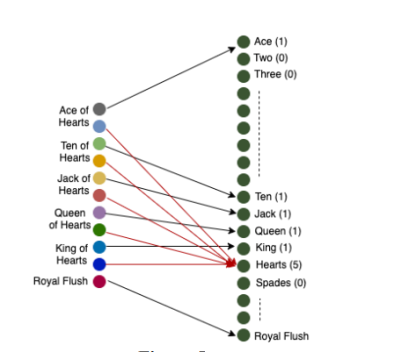 Ace of
Hearts
Ten of
Hearts
Jack of
Hearts
Queen
of Hearts
King of
Hearts
Royal Flush
Ace (1)
Two (0)
Three (0)
Ten (1)
Jack (1)
Queen (1)
King (1)
Hearts (5)
Spades (0)
Royal Flush